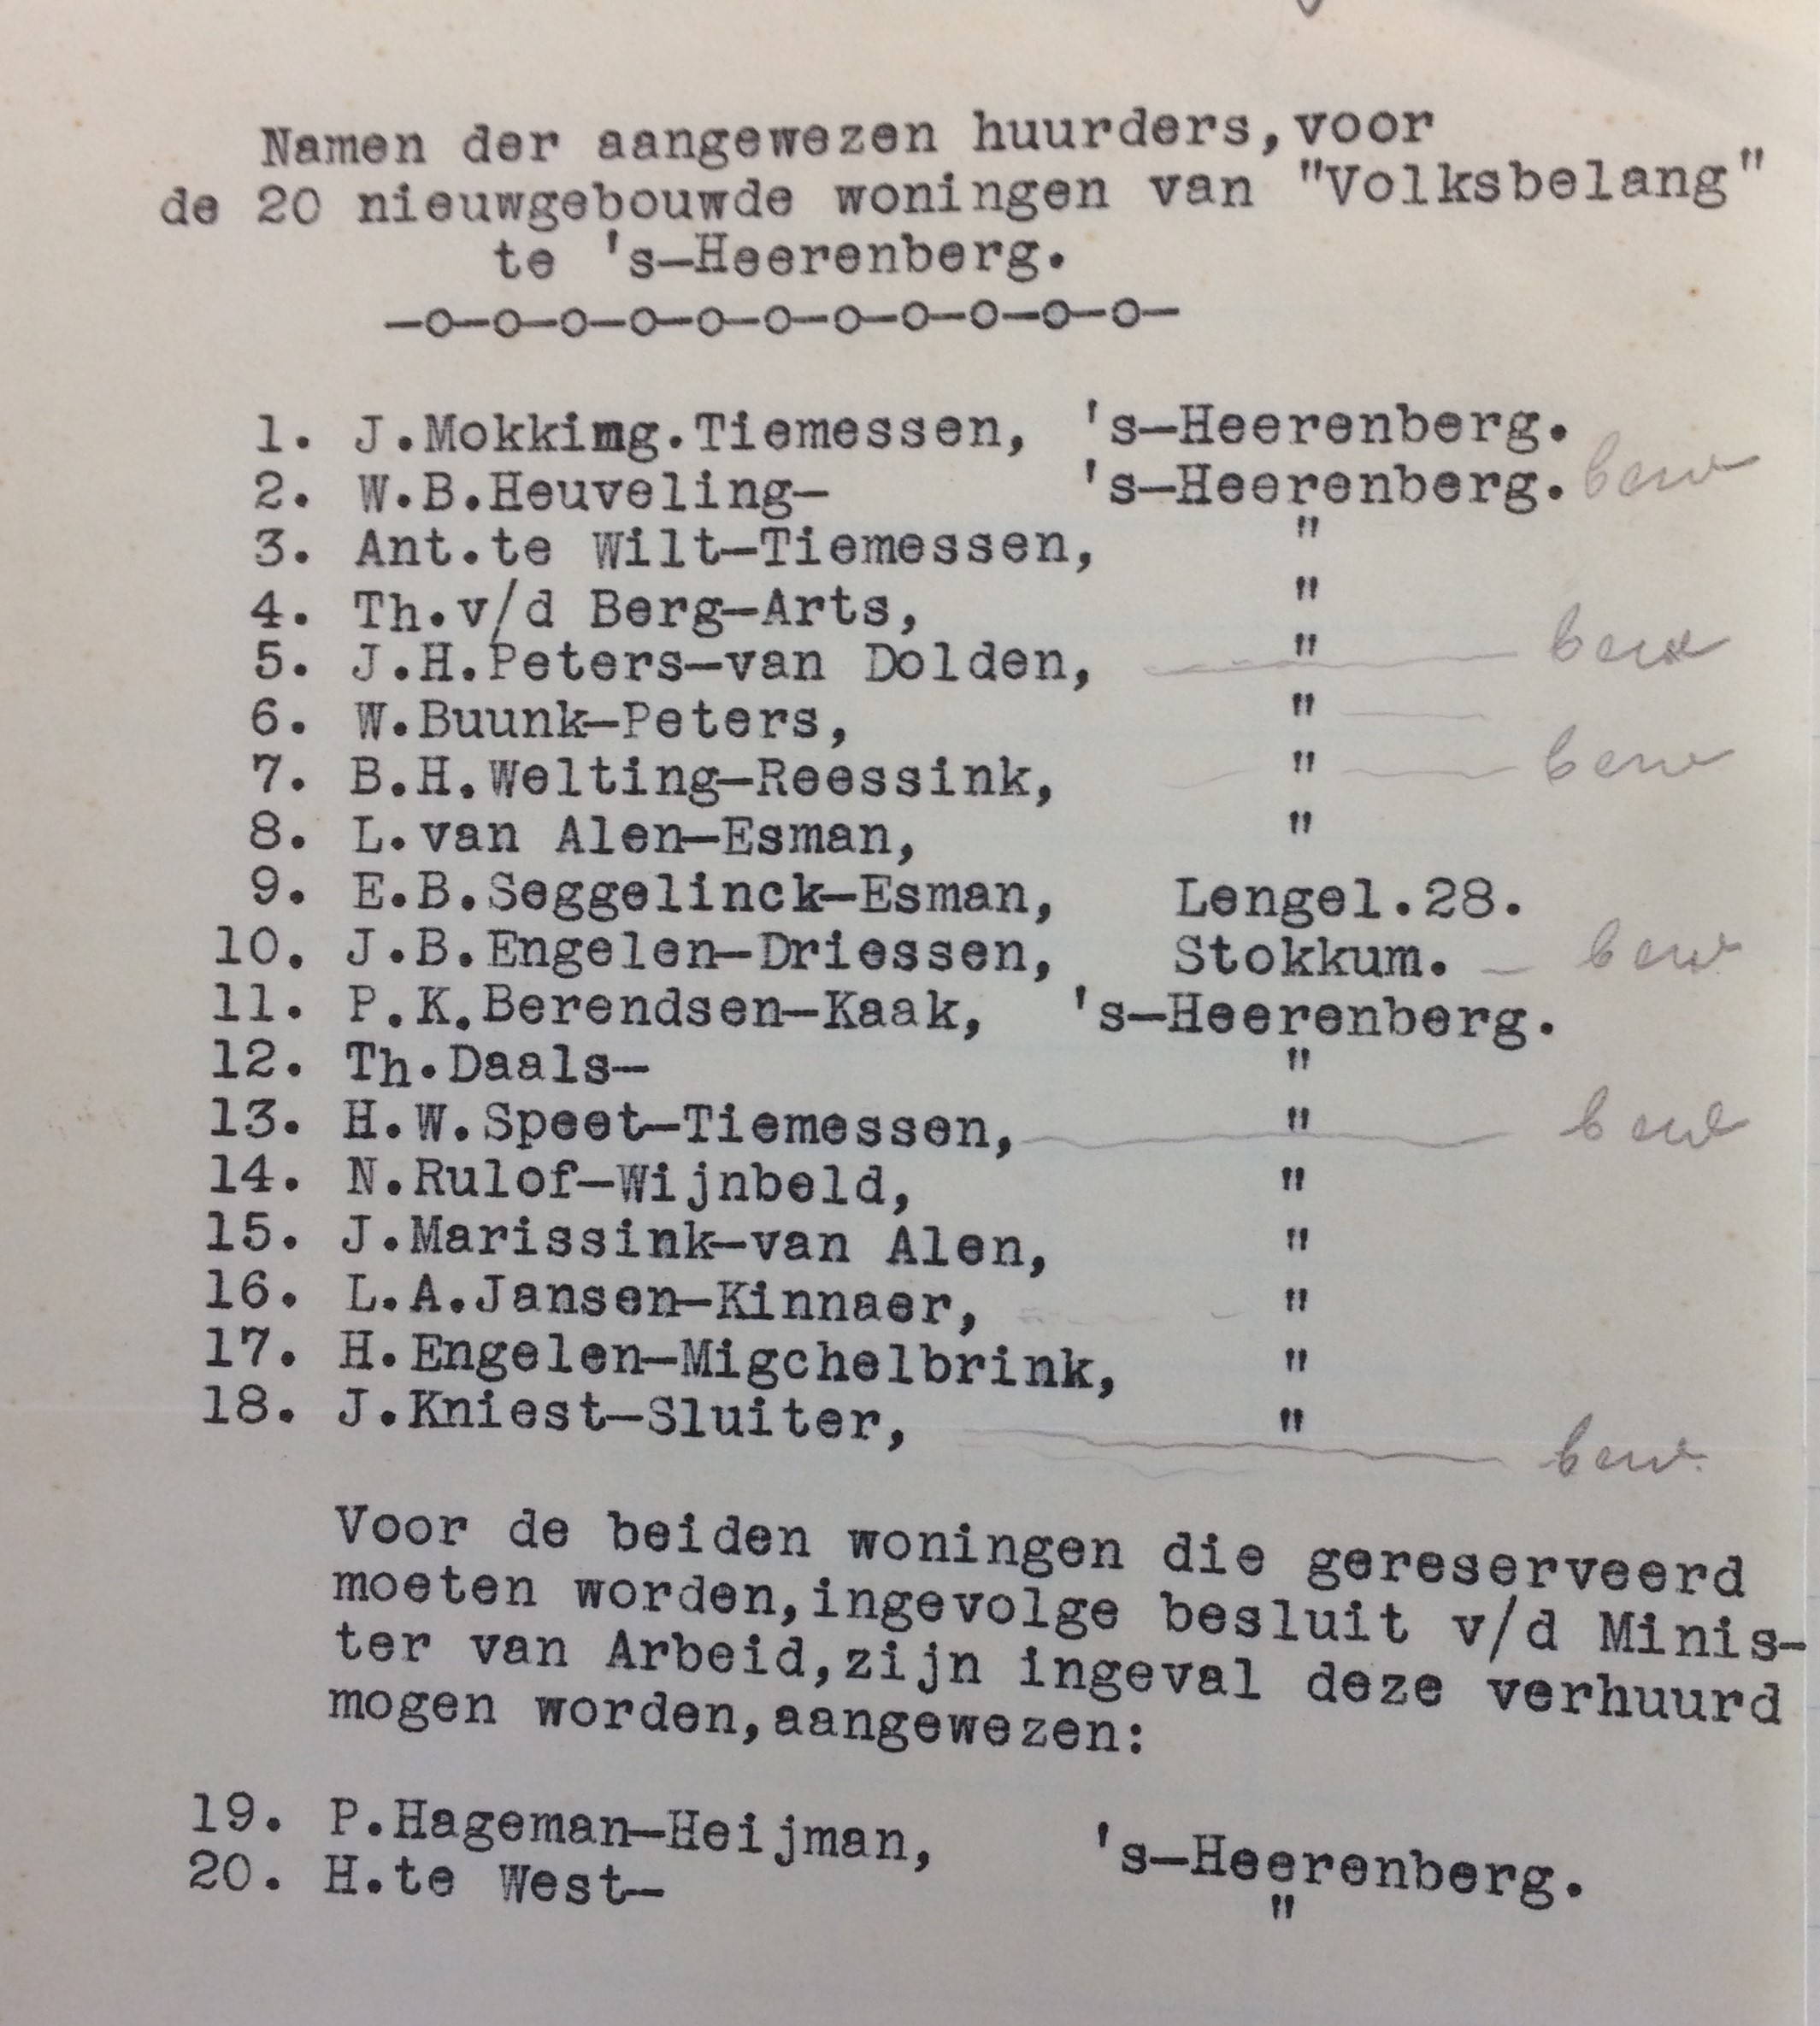 Namen der aangewezen huurders,voor
de 20 nieuwgebouwde woningen van "Volksbelang"
te 's-Heerenberg.
-o-o-o-o-o-o-o-o-o-o-o-
1. J.Mokking.Tiemessen, 's-Heerenberg.
2. W.B.Heuveling- 's-Heerenberg. bew
3. Ant.te Wilt-Tiemessen, "
4. Th.v/d Berg-Arts, "
5. J.H.Peters-van Dolden, " bew
6. W.Buunk-Peters, "
7. B.H.Welting-Reessink, " bew
8. L.van Alen-Esman, "
9. E.B.Seggelinck-Esman, Lengel.28.
10. J.B.Engelen-Driessen, Stokkum. bew
11. P.K.Berendsen-Kaak, 's-Heerenberg.
12. Th.Daals- "
13. H.W.Speet-Tiemessen, " bew
14. N.Rulof-Wijnbeld, "
15. J.Marissink-van Alen, "
16. L.A.Jansen-Kinnaer, "
17. H.Engelen-Migchelbrink, "
18. J.Kniest-Sluiter, " bew.
Voor de beiden woningen die gereserveerd
moeten worden,ingevolge besluit v/d Minis-
ter van Arbeid,zijn ingeval deze verhuurd
mogen worden,aangewezen:
19. P.Hageman-Heijman, 's-Heerenberg.
20. H.te West- "